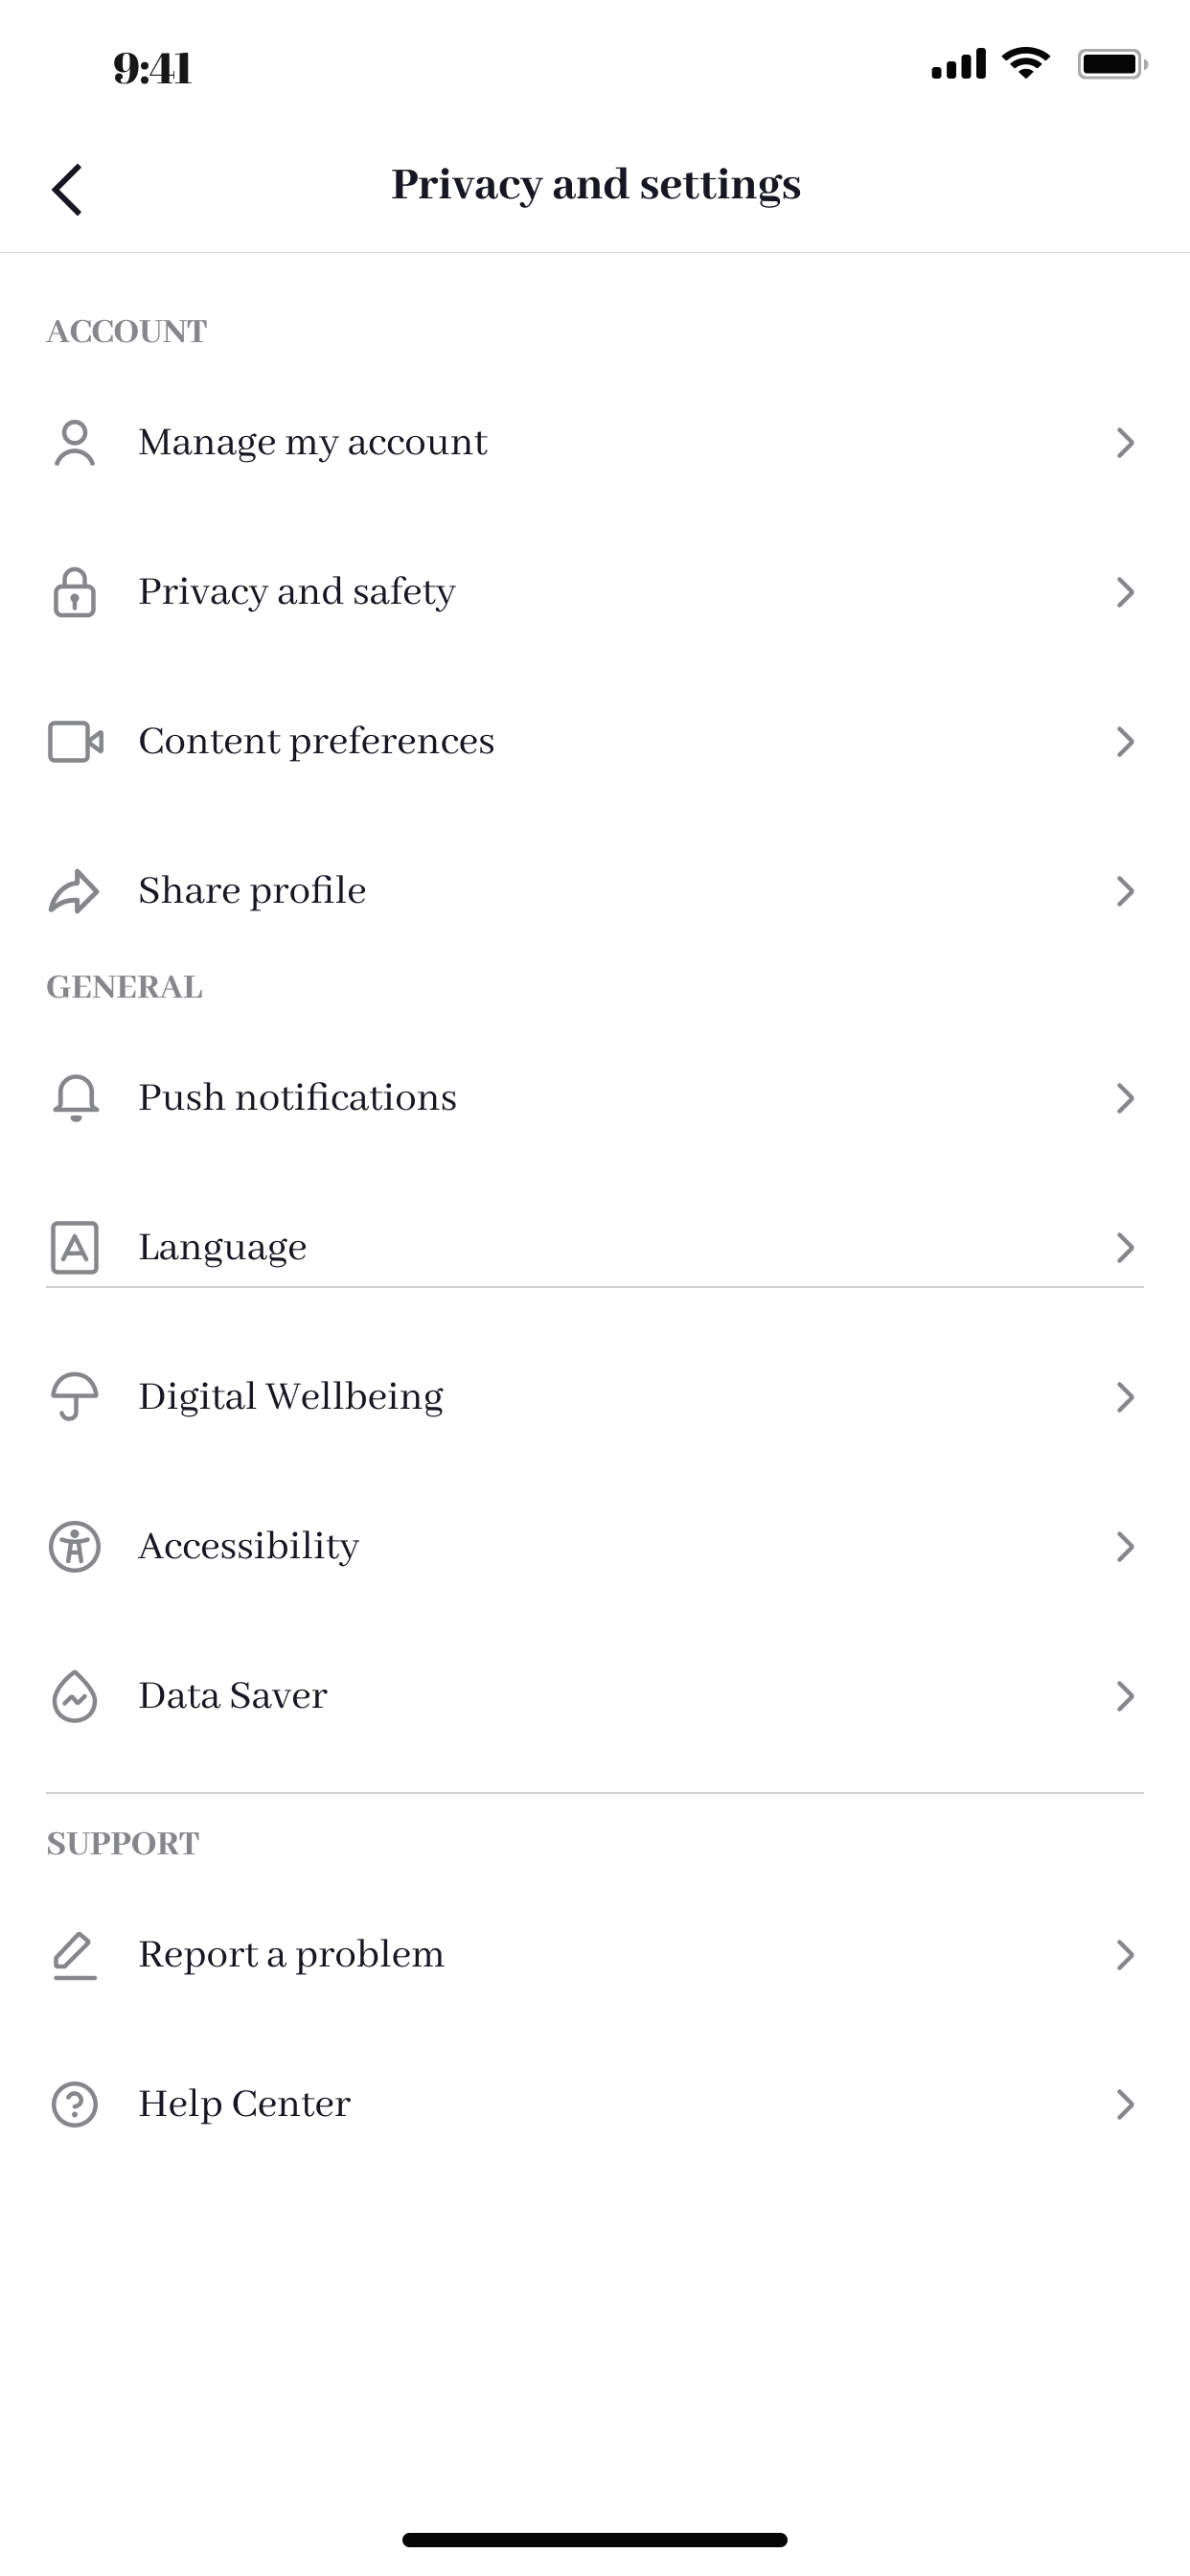 9:41
Privacy and settings
ACCOUNT
Manage my account
Privacy and safety
Content preferences
Share profile
GENERAL
Push notifications
A Language
Digital Wellbeing
Accessibility
Data Saver
SUPPORT
Report a problem
? Help Center